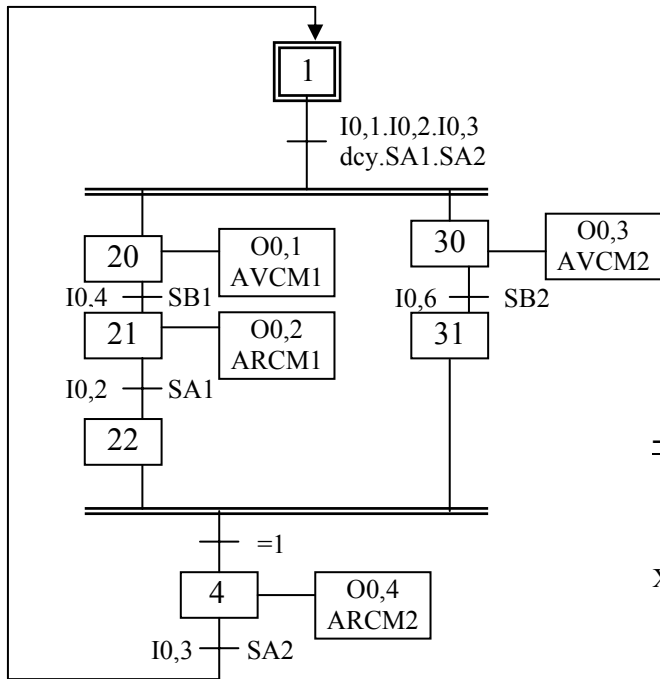 1
I0,1.I0,2.I0,3
dcy.SA1.SA2
20
O0,1
AVCM1
30
O0,3
AVCM2
I0,4 SB1
I0,6 SB2
21
O0,2
ARCM1
31
I0,2 SA1
22
=1
4
O0,4
ARCM2
X
I0,3 SA2